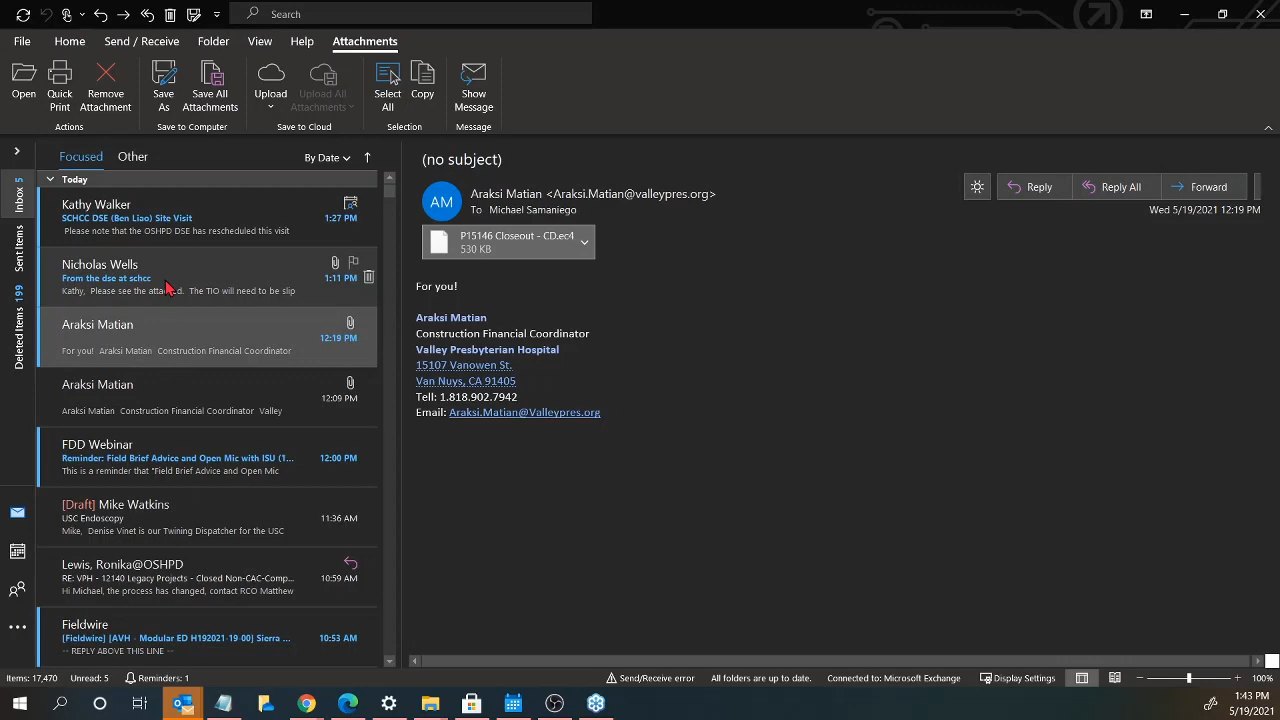 Search
File Home Send / Receive Folder View Help Attachments
Open
Quick
Print
Remove
Attachment
Save
As
Save All
Attachments
Upload
Upload All
Attachments
Select
All
Copy
Show
Message
Actions
Save to Computer
Save to Cloud
Selection
Message
Inbox 5
Sent Items
Deleted Items 199
Focused Other
By Date
Today
Kathy Walker
SCHCC DSE (Ben Liao) Site Visit 1:27 PM
Please note that the OSHPD DSE has rescheduled this visit
Nicholas Wells
From the dse at schcc 1:11 PM
Kathy, Please see the attached. The TIO will need to be slip
Araksi Matian
12:19 PM
For you! Araksi Matian Construction Financial Coordinator
Araksi Matian
12:09 PM
Araksi Matian Construction Financial Coordinator Valley
FDD Webinar
Reminder: Field Brief Advice and Open Mic with ISU (1... 12:00 PM
This is a reminder that "Field Brief Advice and Open Mic
[Draft] Mike Watkins
USC Endoscopy 11:36 AM
Mike, Denise Vinet is our Twining Dispatcher for the USC
Lewis, Ronika@OSHPD
RE: VPH - 12140 Legacy Projects - Closed Non-CAC-Comp... 10:59 AM
Hi Michael, the process has changed, contact RCO Matthew
Fieldwire
[Fieldwire] [AVH - Modular ED H192021-19-00] Sierra ... 10:53 AM
-- REPLY ABOVE THIS LINE --
(no subject)
AM
Araksi Matian <Araksi.Matian@valleypres.org>
To Michael Samaniego
Reply Reply All Forward
Wed 5/19/2021 12:19 PM
P15146 Closeout - CD.ec4
530 KB
For you!
Araksi Matian
Construction Financial Coordinator
Valley Presbyterian Hospital
15107 Vanowen St.
Van Nuys, CA 91405
Tell: 1.818.902.7942
Email: Araksi.Matian@Valleypres.org
Items: 17,470 Unread: 5 Reminders: 1 Send/Receive error All folders are up to date. Connected to: Microsoft Exchange Display Settings 100%
1:43 PM
5/19/2021